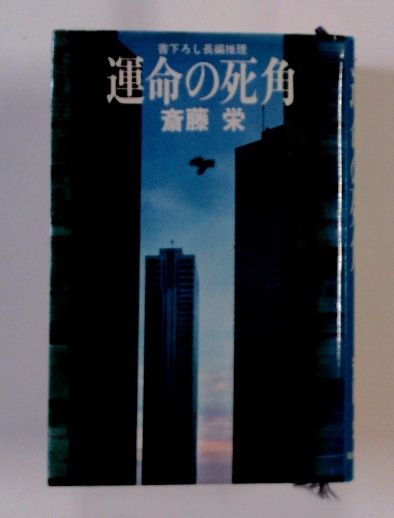 書下ろし長編推理
運命の死角
斎藤 栄